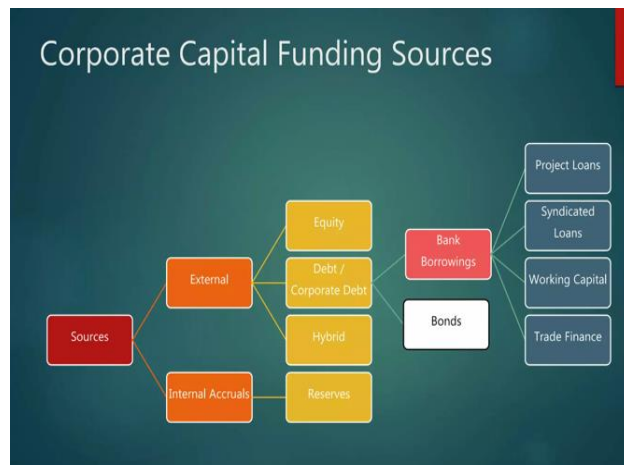 Corporate Capital Funding Sources
Project Loans
Equity
Syndicated
Loans
Bank
Borrowings
External
Debt /
Corporate Debt
Working Capital
Bonds
Sources
Hybrid
Trade Finance
Internal Accruals
Reserves